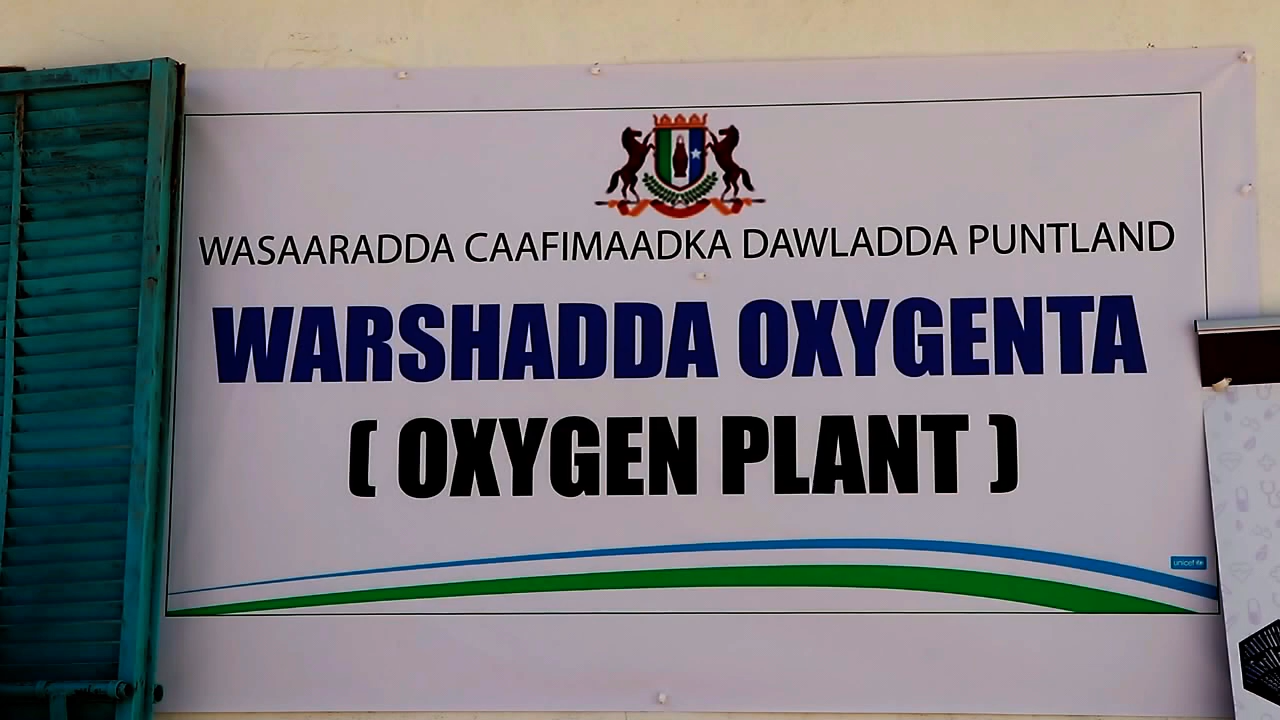 WASAARADDA CAAFIMAADKA DAWLADDA PUNTLAND
WARSHADDA OXYGENTA
( OXYGEN PLANT )
unicef